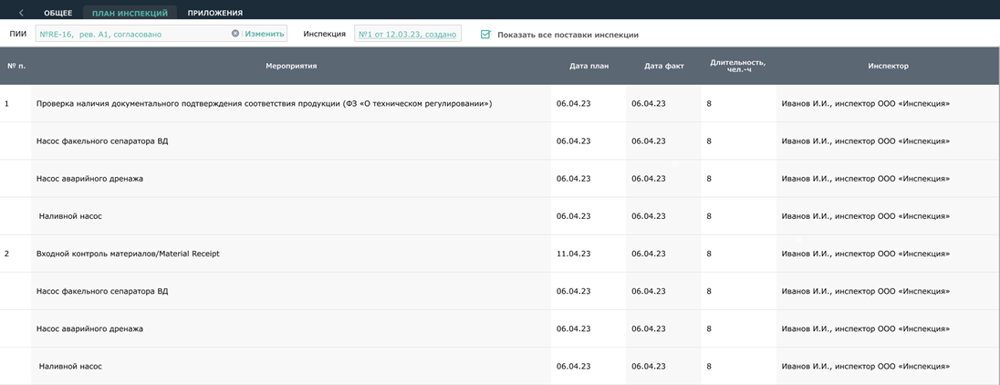 ОБЩЕЕ ПЛАН ИНСПЕКЦИЙ ПРИЛОЖЕНИЯ
ПИИ №RE-16, рев. А1, согласовано Изменить Инспекция №1 от 12.03.23, создано Показать все поставки инспекции
№ п. Мероприятия Дата план Дата факт Длительность, чел.-ч Инспектор
1 Проверка наличия документального подтверждения соответствия продукции (ФЗ «О техническом регулировании») 06.04.23 06.04.23 8 Иванов И.И., инспектор ООО «Инспекция»
Насос факельного сепаратора ВД 06.04.23 06.04.23 8 Иванов И.И., инспектор ООО «Инспекция»
Насос аварийного дренажа 06.04.23 06.04.23 8 Иванов И.И., инспектор ООО «Инспекция»
Наливной насос 06.04.23 06.04.23 8 Иванов И.И., инспектор ООО «Инспекция»
2 Входной контроль материалов/Material Receipt 11.04.23 06.04.23 8 Иванов И.И., инспектор ООО «Инспекция»
Насос факельного сепаратора ВД 06.04.23 06.04.23 8 Иванов И.И., инспектор ООО «Инспекция»
Насос аварийного дренажа 06.04.23 06.04.23 8 Иванов И.И., инспектор ООО «Инспекция»
Наливной насос 06.04.23 06.04.23 8 Иванов И.И., инспектор ООО «Инспекция»